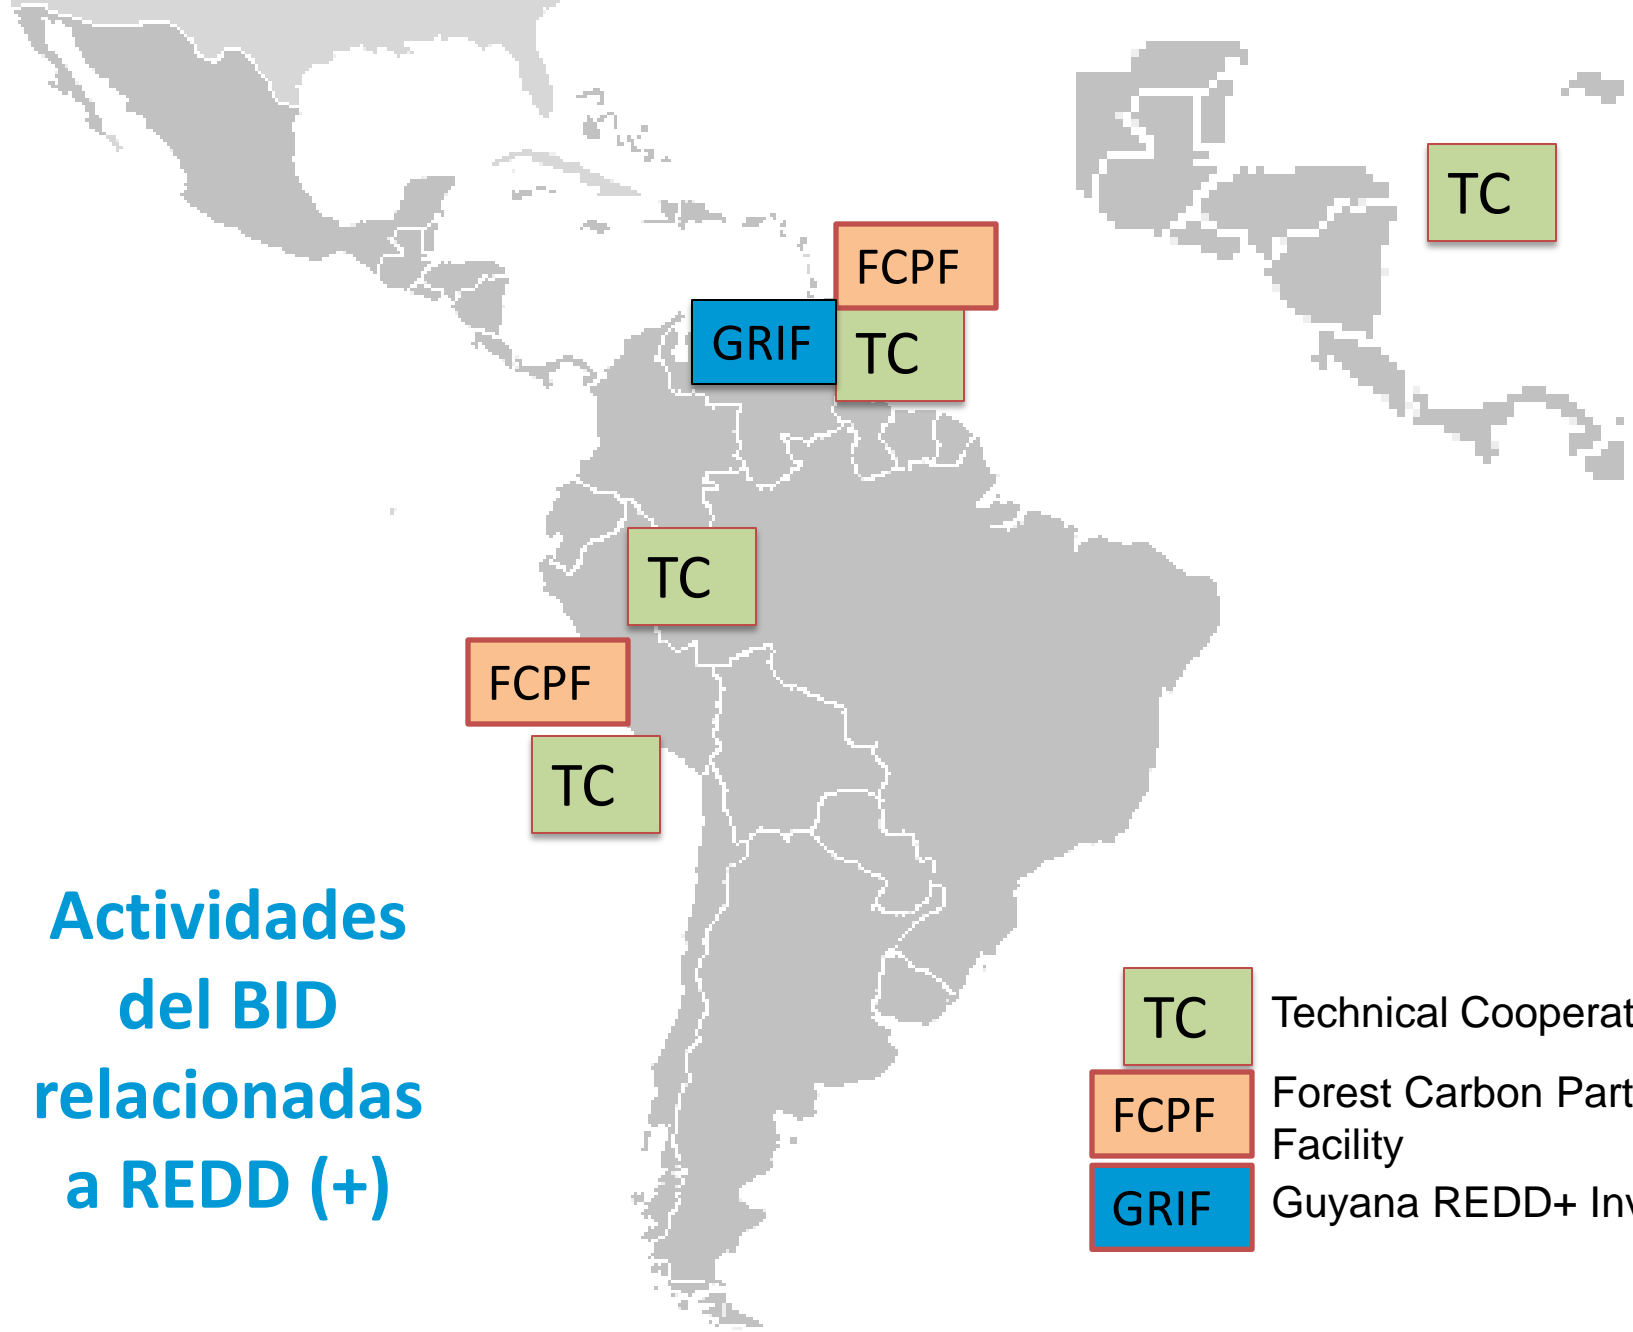 TC
FCPF
GRIF
TC
TC
FCPF
TC
Actividades
del BID
relacionadas
a REDD (+)
TC
Technical Cooperat
FCPF
Forest Carbon Part
Facility
GRIF
Guyana REDD+ Inv